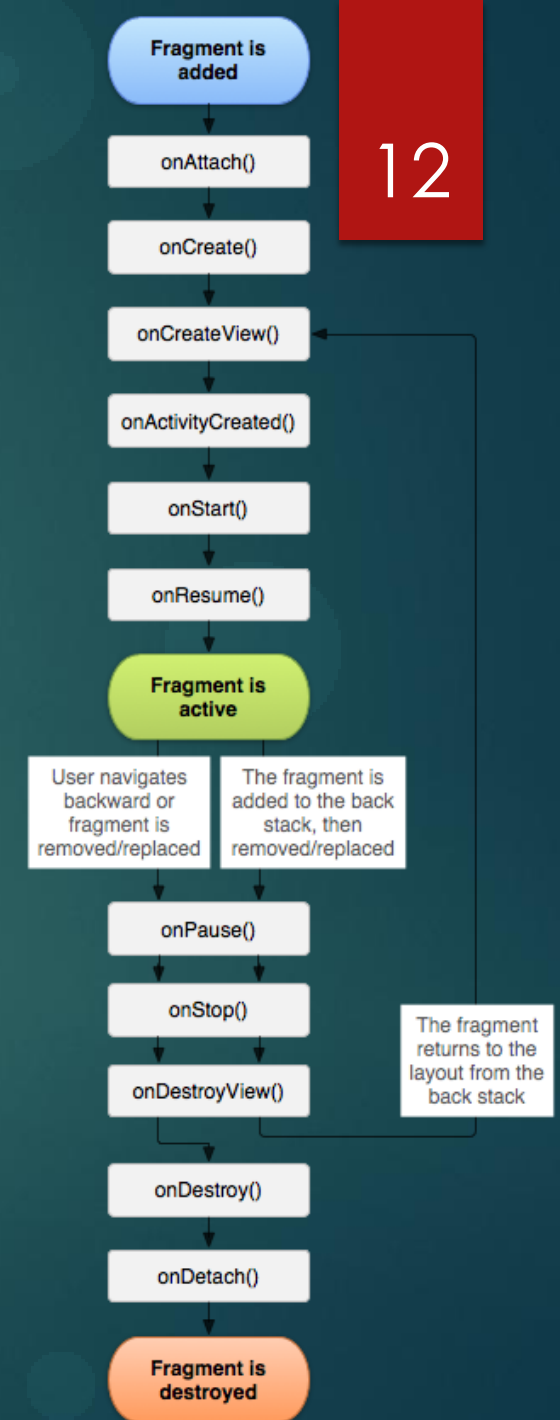 Fragment is
added
12
onAttach()
onCreate()
onCreateView()
onActivityCreated()
onStart()
onResume()
Fragment is
active
User navigates
backward or
fragment is
removed/replaced
The fragment is
added to the back
stack, then
removed/replaced
onPause()
onStop()
onDestroyView()
The fragment
returns to the
layout from the
back stack
onDestroy()
onDetach()
Fragment is
destroyed